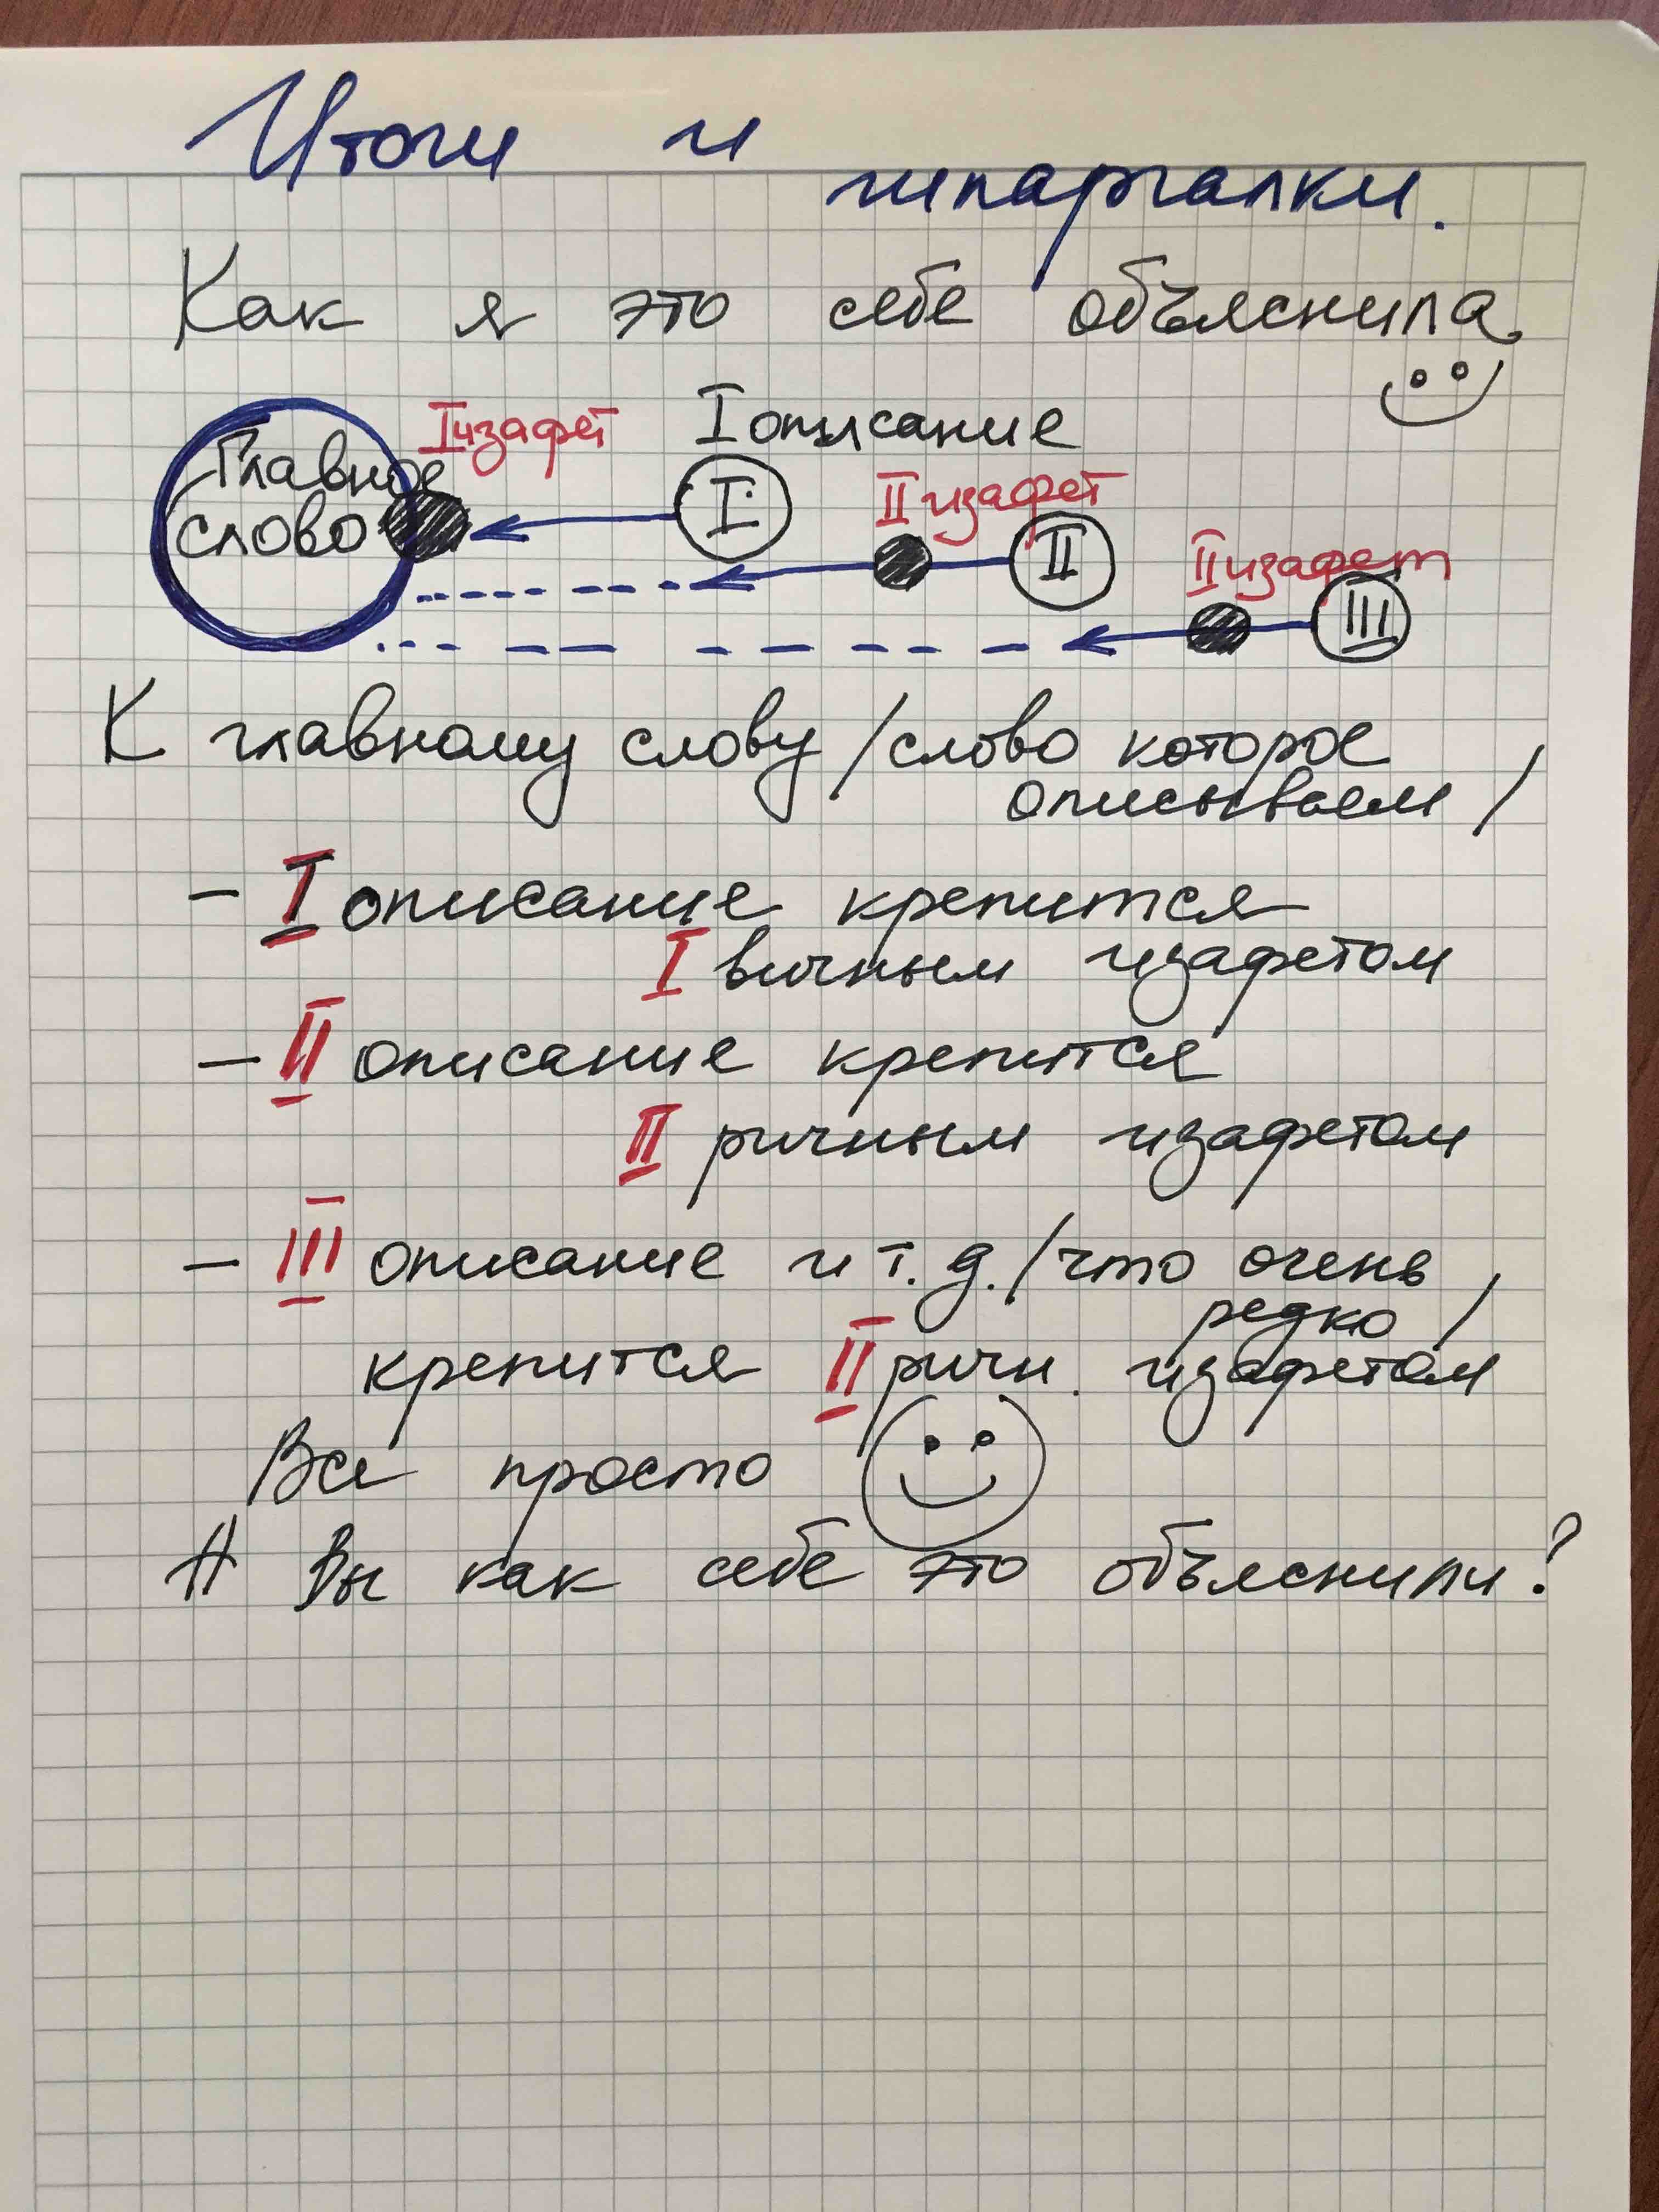 Итоги и
шпаргалки.
Как я это себе объяснила
Главное
слово
I изафет
I описание
I
II изафет
II
II изафет
III
К главному слову /слово которое
описываем/
– I описание крепится
I вичным изафетом
– II описание крепится
II ричным изафетом
– III описание и т.д. /что очень
редко/
крепится II ричн. изафетом
Все просто
А Вы как себе это объяснили?